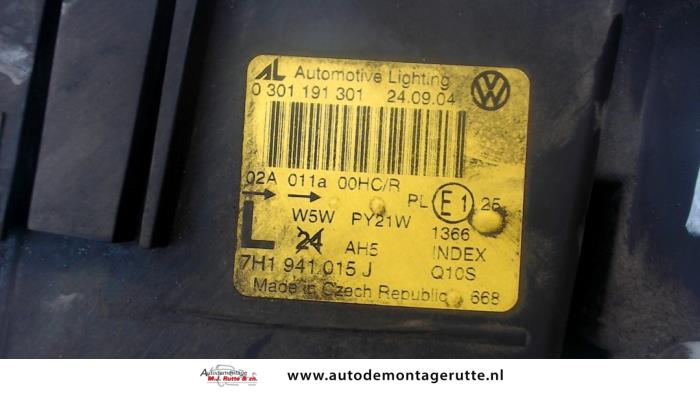 AL Automotive Lighting
0 301 191 301 24.09.04
02A 011a 00HC/R
PL E1 25
W5W PY21W 1366
L 24 AH5 INDEX
7H1 941 015 J Q10S
Made in Czech Republic 668
Autodemontage
M.J. Rutte & zn.
www.autodemontagerutte.nl